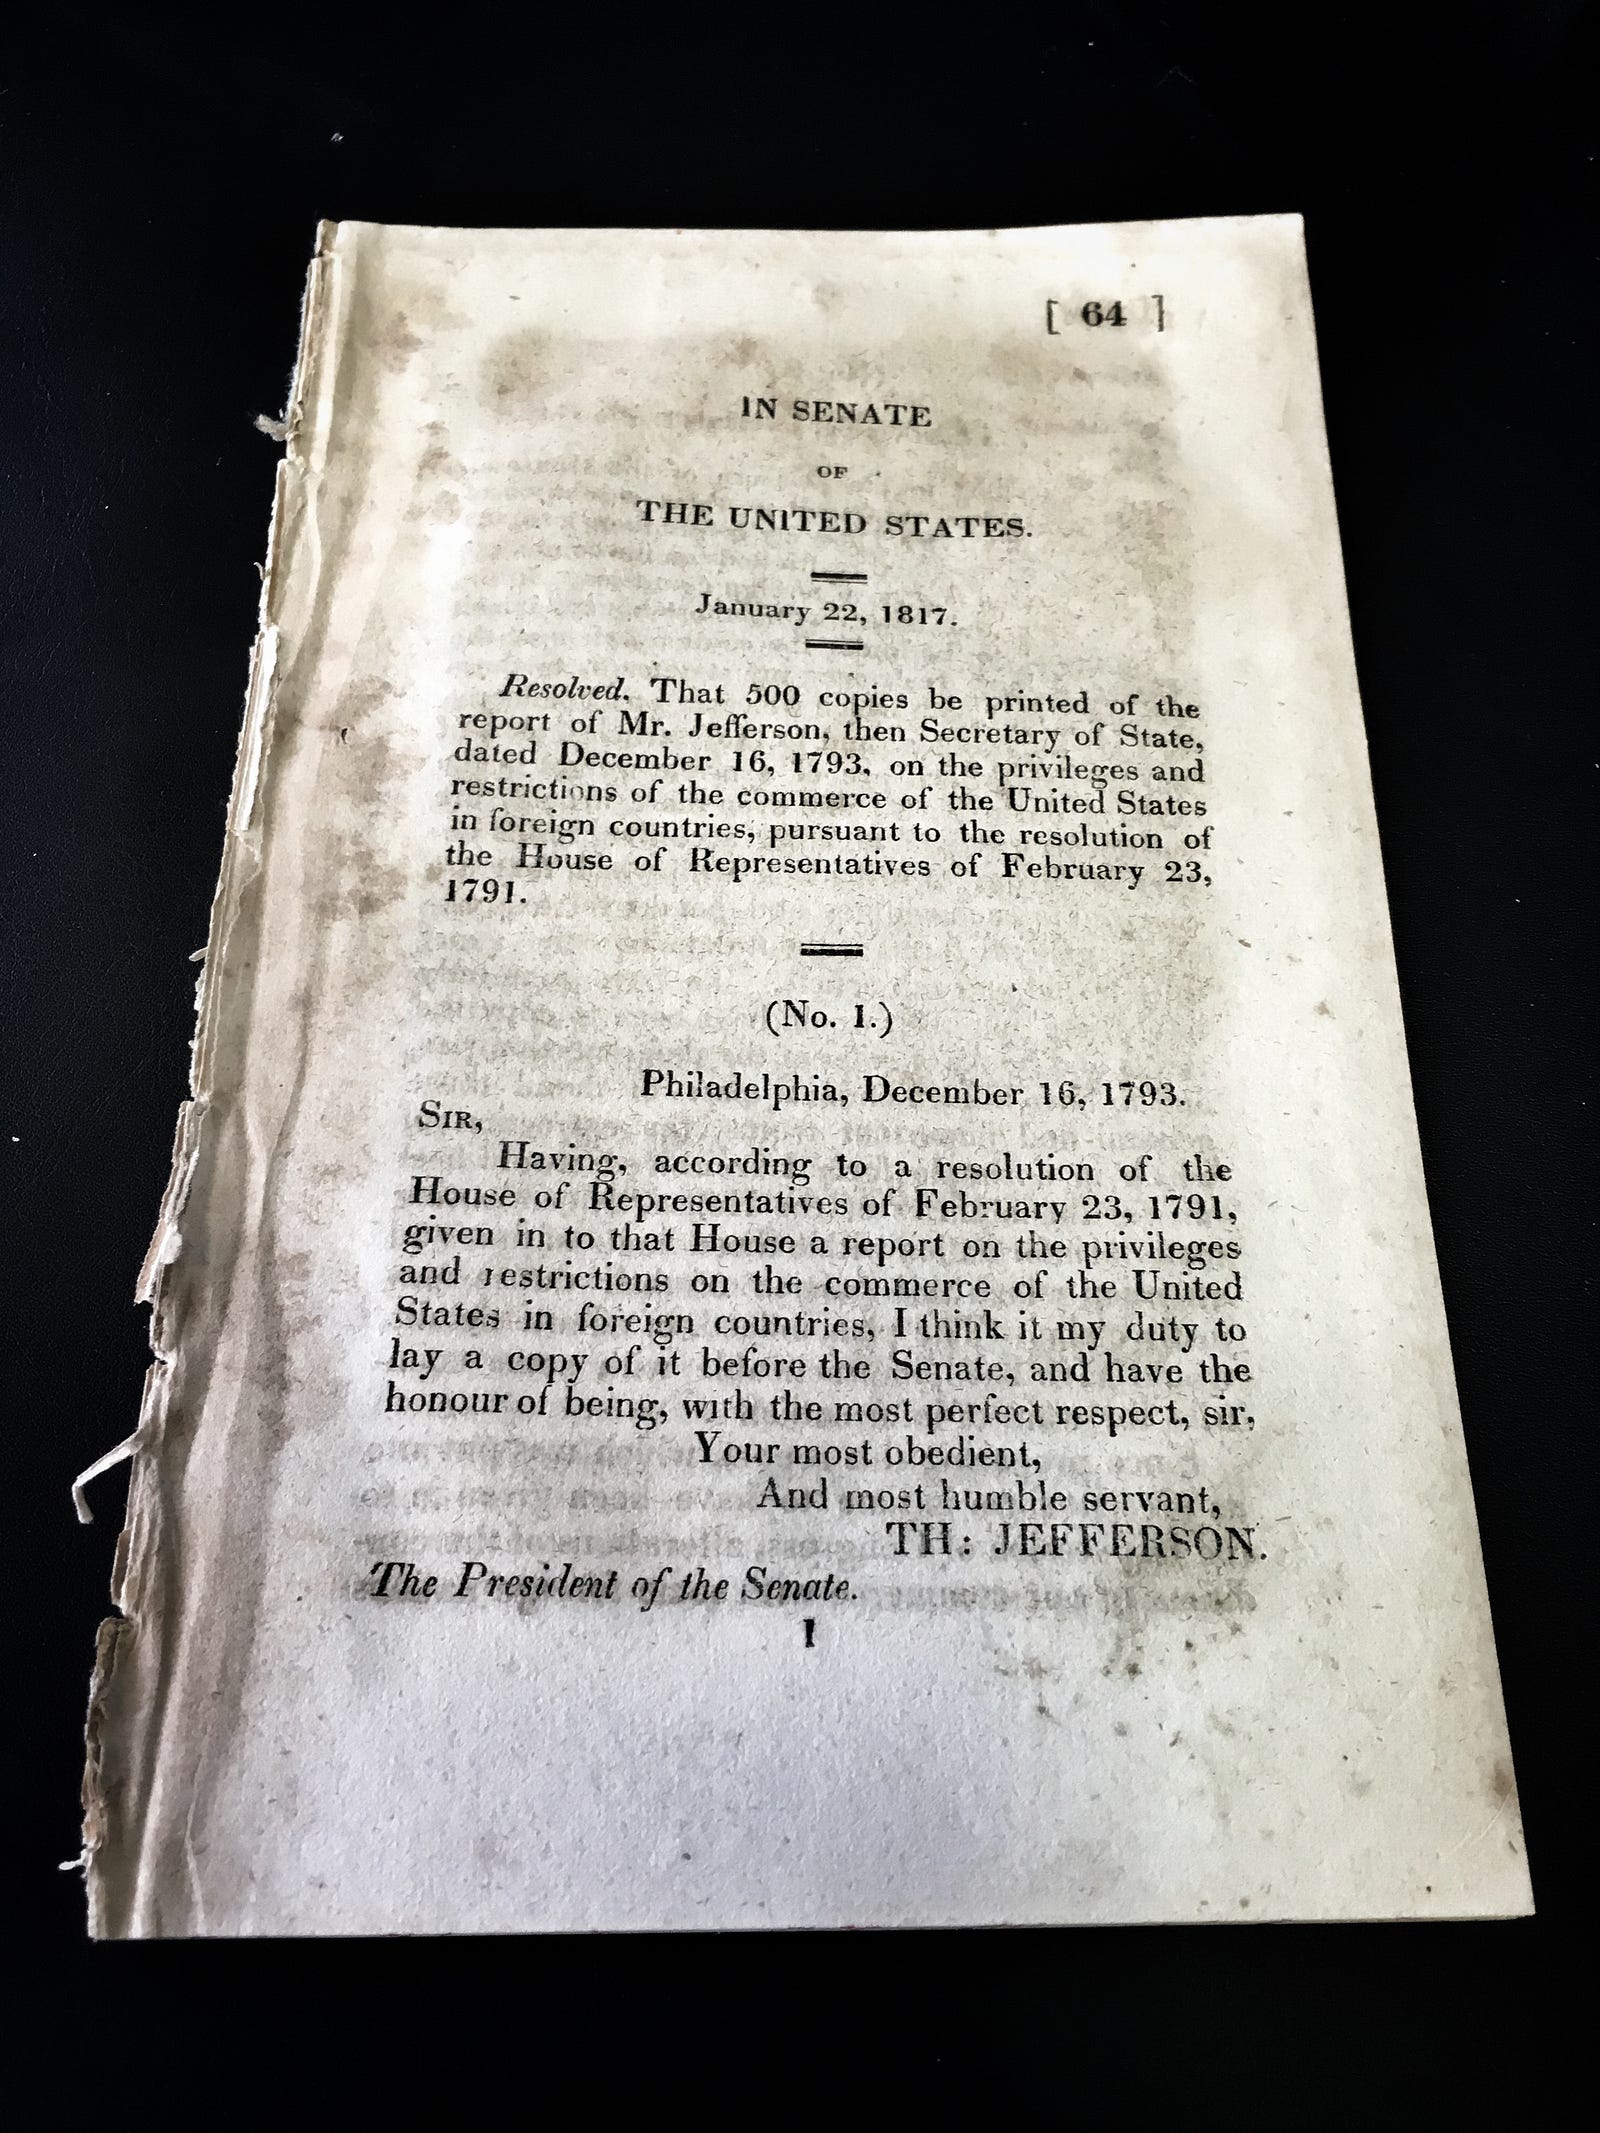 [ 64 ]
IN SENATE
OF
THE UNITED STATES.
January 22, 1817.
Resolved. That 500 copies be printed of the
report of Mr. Jefferson, then Secretary of State,
dated December 16, 1793, on the privileges and
restrictions of the commerce of the United States
in foreign countries, pursuant to the resolution of
the House of Representatives of February 23,
1791.
(No. 1.)
Philadelphia, December 16, 1793.
SIR,
Having, according to a resolution of the
House of Representatives of February 23, 1791,
given in to that House a report on the privileges
and restrictions on the commerce of the United
States in foreign countries, I think it my duty to
lay a copy of it before the Senate, and have the
honour of being, with the most perfect respect, sir,
Your most obedient,
And most humble servant,
TH: JEFFERSON.
The President of the Senate.
1